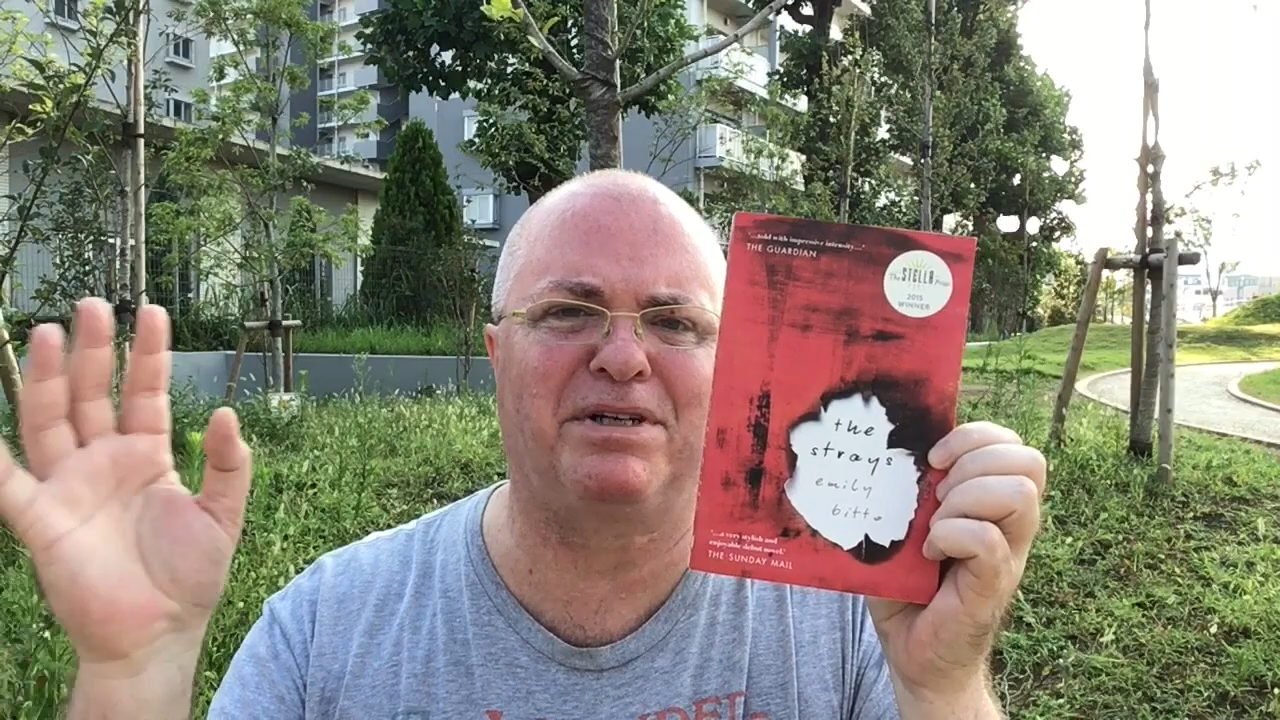 "...told with impressive intensity..."
THE GUARDIAN
The STELLA Prize
2015
WINNER
the
strays
emily
bitto
'...a very stylish and
enjoyable debut novel.'
THE SUNDAY MAIL